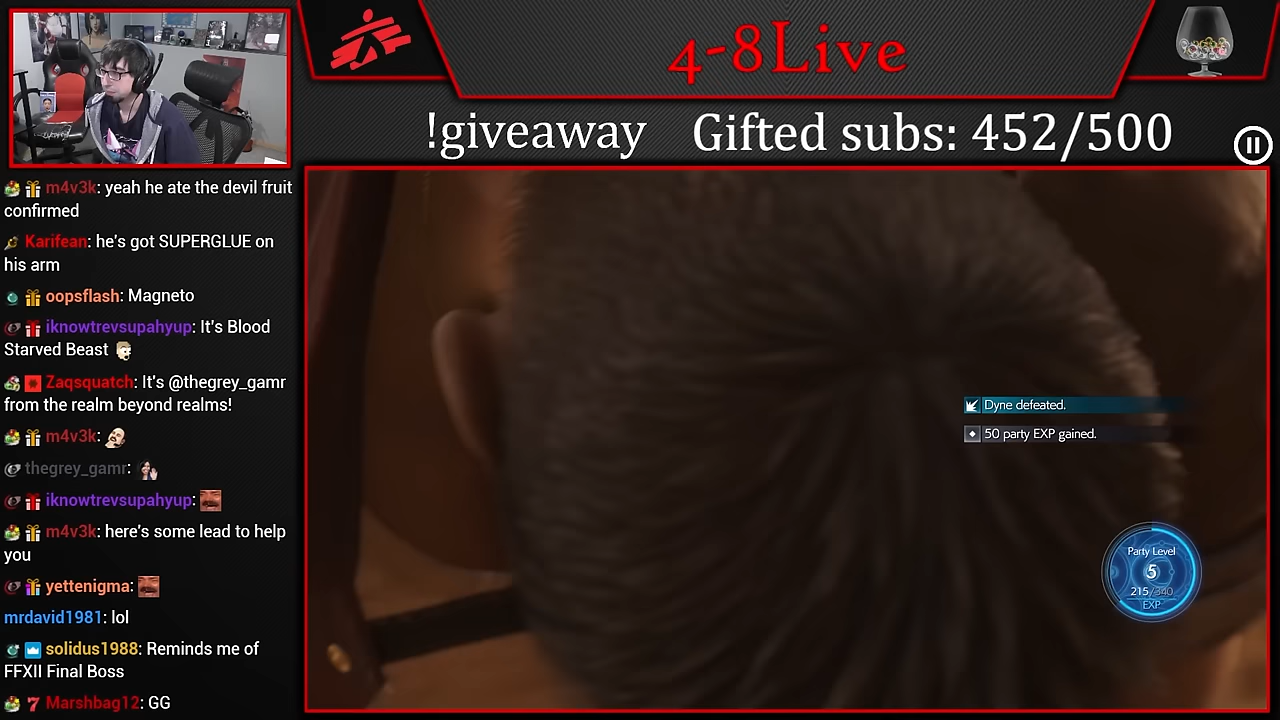 4-8Live
!giveaway Gifted subs: 452/500
m4v3k: yeah he ate the devil fruit
confirmed
Karifean: he's got SUPERGLUE on
his arm
oopsflash: Magneto
iknowtrevsupahyup: It's Blood
Starved Beast
Zaqsquatch: It's @thegrey_gamr
from the realm beyond realms!
m4v3k:
thegrey_gamr:
iknowtrevsupahyup:
m4v3k: here's some lead to help
you
yettenigma:
mrdavid1981: lol
solidus1988: Reminds me of
FFXII Final Boss
7 Marshbag12: GG
Dyne defeated.
50 party EXP gained.
Party Level
5
215/340
EXP